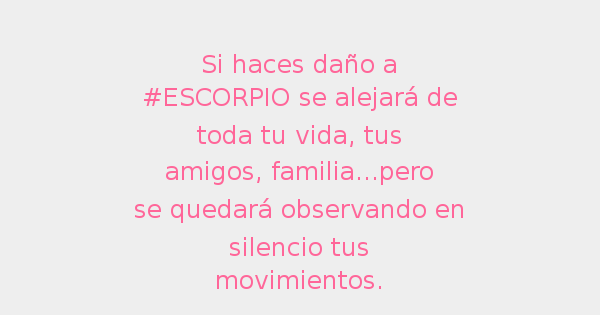 Si haces daño a
#ESCORPIO se alejará de
toda tu vida, tus
amigos, familia...pero
se quedará observando en
silencio tus
movimientos.